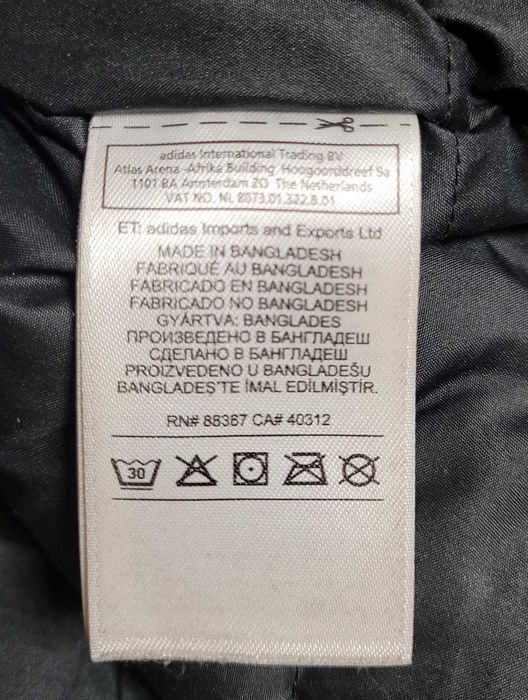 adidas International Trading BV
Atlas Arena -Afrika Building Hoogoorddreef 9a
1101 BA Amsterdam ZO The Netherlands
VAT NO. NL 8073.01.322.B.01
ET: adidas Imports and Exports Ltd
MADE IN BANGLADESH
FABRIQUÉ AU BANGLADESH
FABRICADO EN BANGLADESH
FABRICADO NO BANGLADESH
GYÁRTVA: BANGLADES
ПРОИЗВЕДЕНО В БАНГЛАДЕШ
СДЕЛАНО В БАНГЛАДЕШ
PROIZVEDENO U BANGLADEŠU
BANGLADEŞ'TE İMAL EDİLMİŞTİR.
RN# 88387 CA# 40312
30